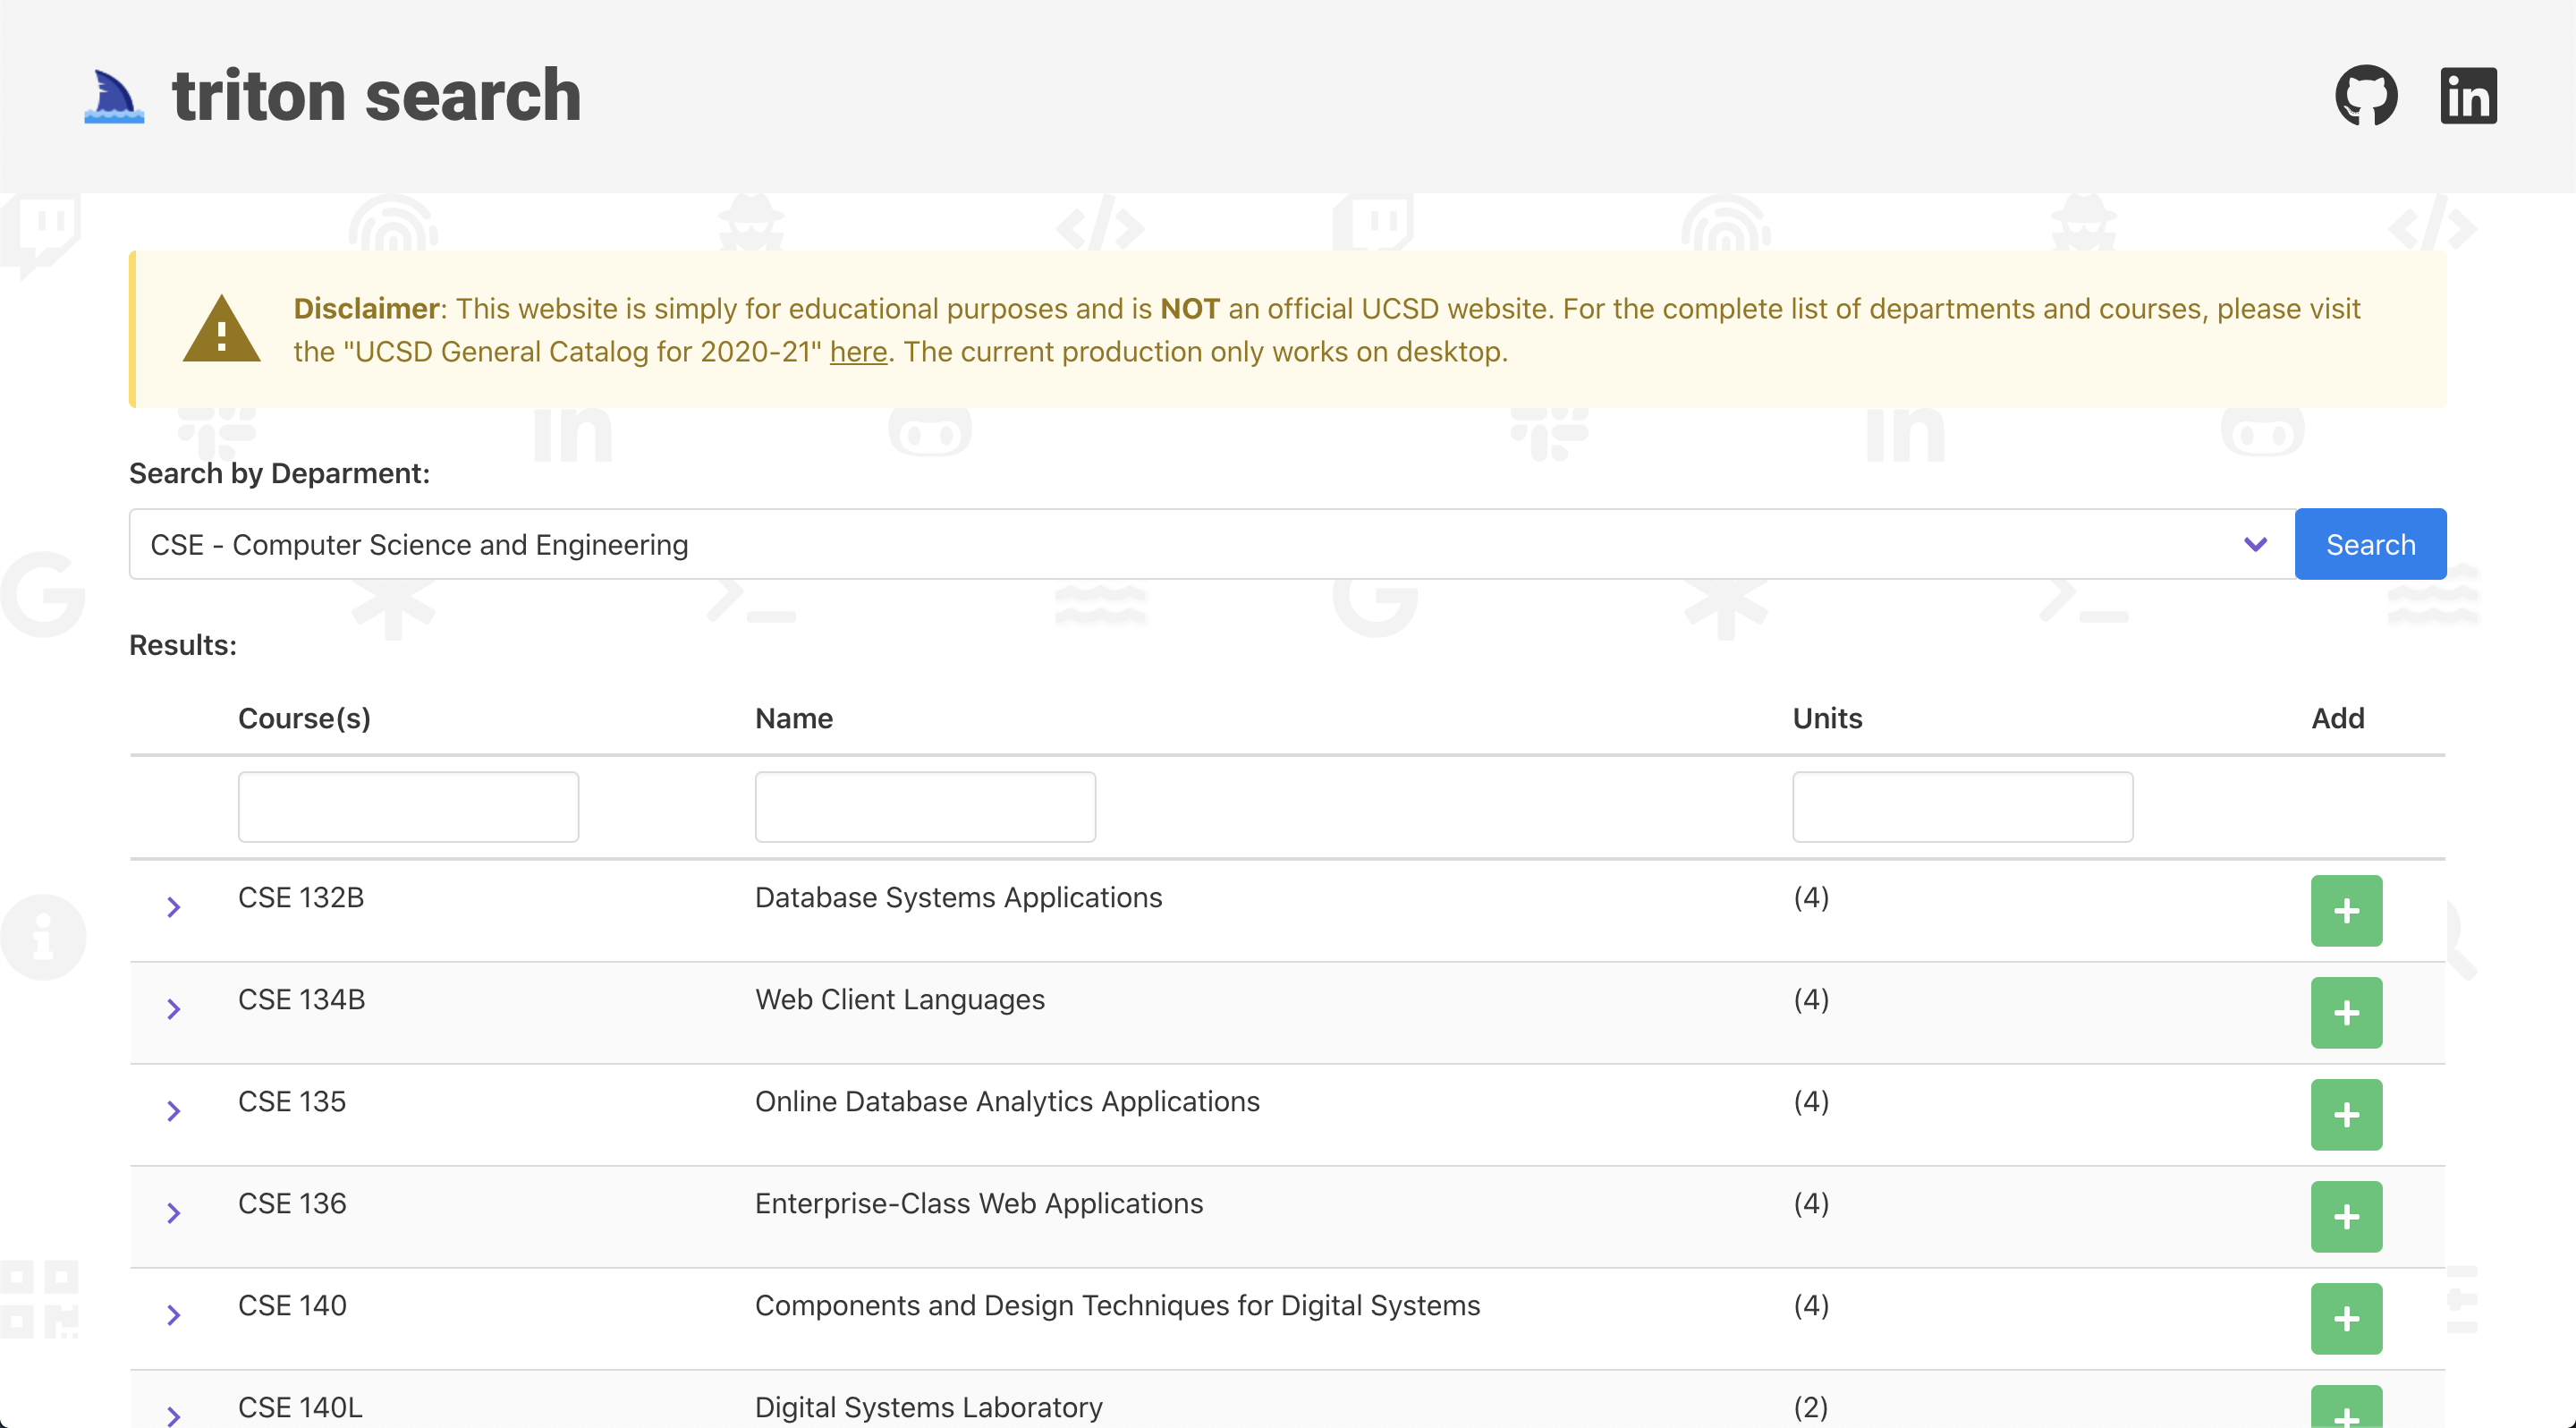 triton search
Disclaimer: This website is simply for educational purposes and is NOT an official UCSD website. For the complete list of departments and courses, please visit
the "UCSD General Catalog for 2020-21" here. The current production only works on desktop.
Search by Deparment:
CSE - Computer Science and Engineering
Search
Results:
Course(s) Name Units Add
CSE 132B Database Systems Applications (4)
CSE 134B Web Client Languages (4)
CSE 135 Online Database Analytics Applications (4)
CSE 136 Enterprise-Class Web Applications (4)
CSE 140 Components and Design Techniques for Digital Systems (4)
CSE 140L Digital Systems Laboratory (2)